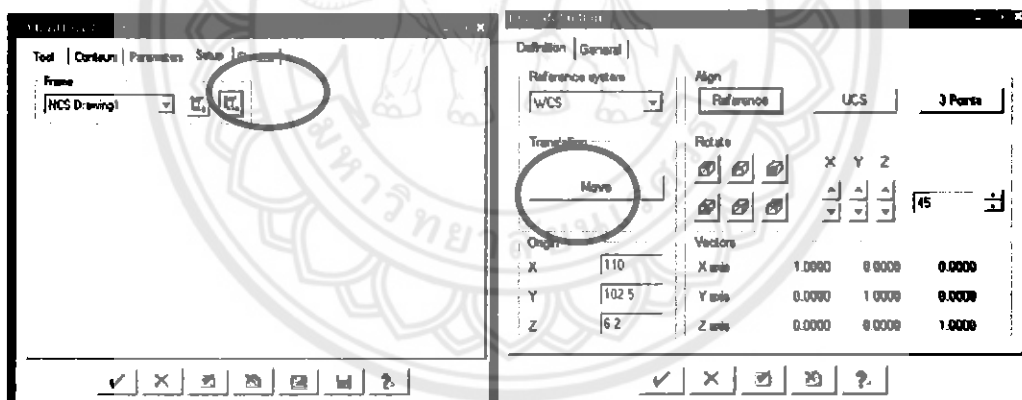 Tool Contours Parameters Setup
Frame
NCS Drawing1
Definition General
Reference system
WCS
Align
Reference UCS 3 Points
Translation
Move
Rotate
X Y Z
45
Origin
X 110
Y 102.5
Z 6.2
Vectors
X axis 1.0000 0.0000 0.0000
Y axis 0.0000 1.0000 0.0000
Z axis 0.0000 0.0000 1.0000